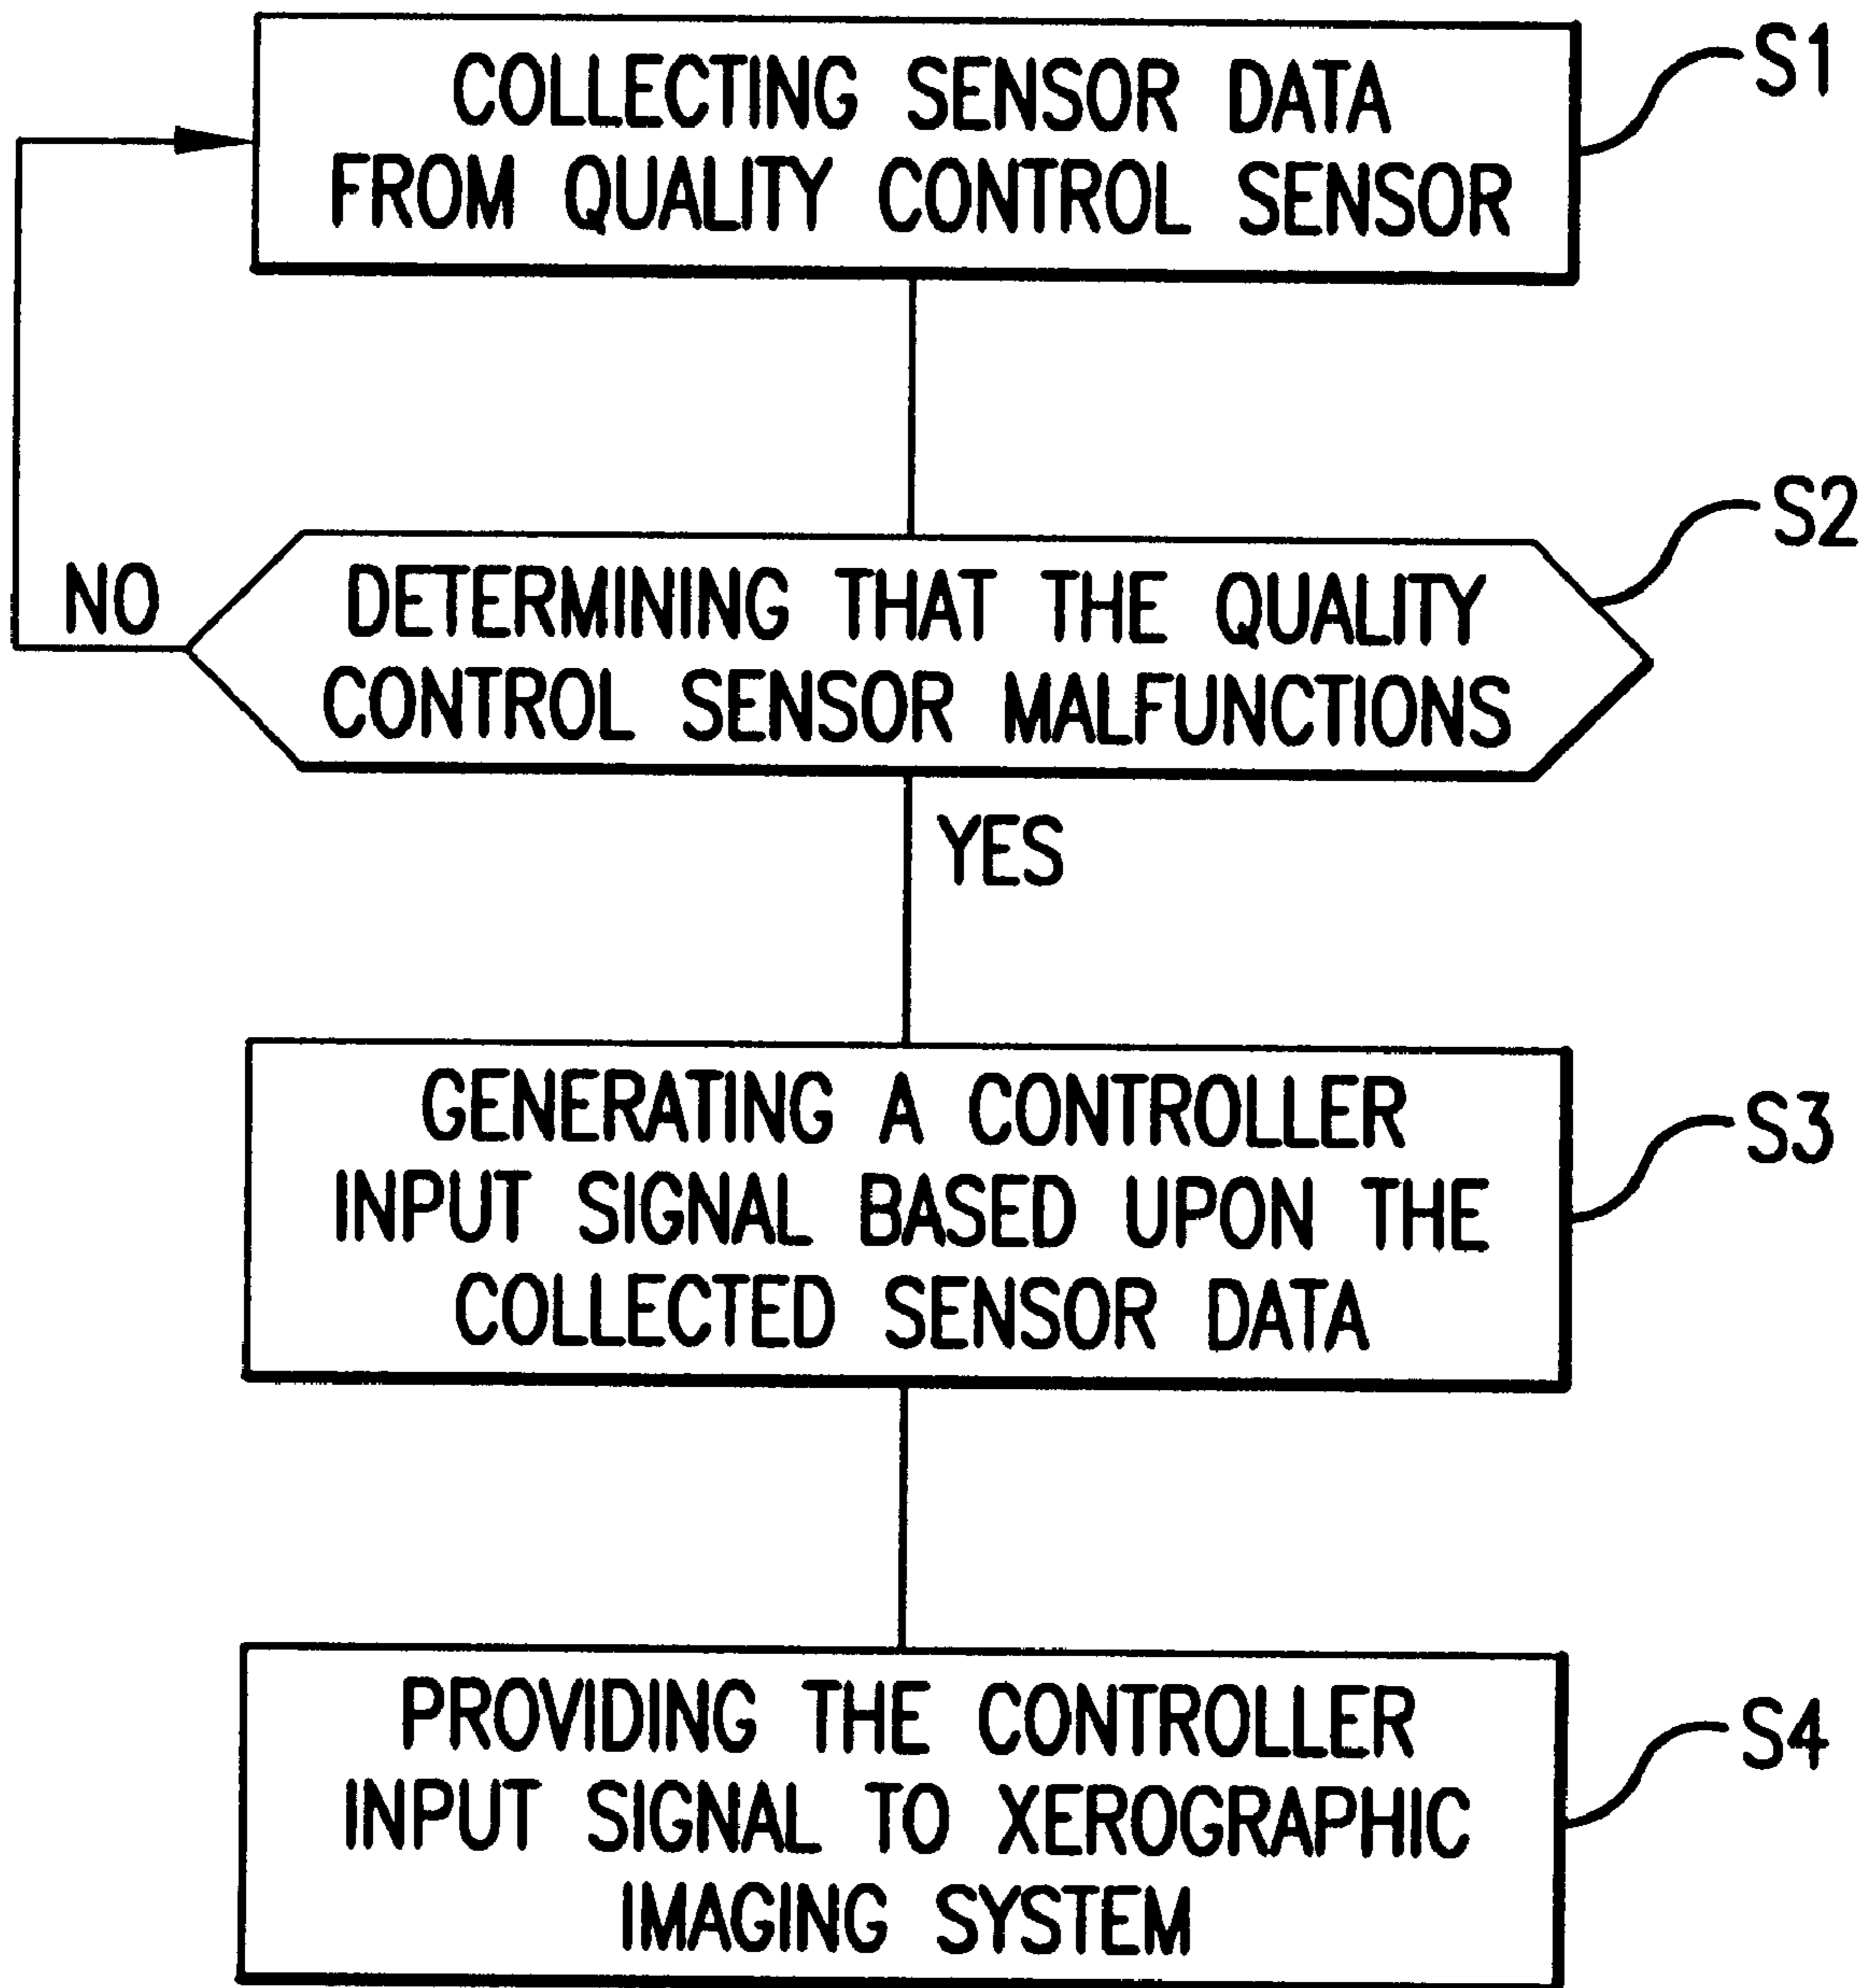 COLLECTING SENSOR DATA
FROM QUALITY CONTROL SENSOR
S1
DETERMINING THAT THE QUALITY
CONTROL SENSOR MALFUNCTIONS
S2
NO
YES
GENERATING A CONTROLLER
INPUT SIGNAL BASED UPON THE
COLLECTED SENSOR DATA
S3
PROVIDING THE CONTROLLER
INPUT SIGNAL TO XEROGRAPHIC
IMAGING SYSTEM
S4